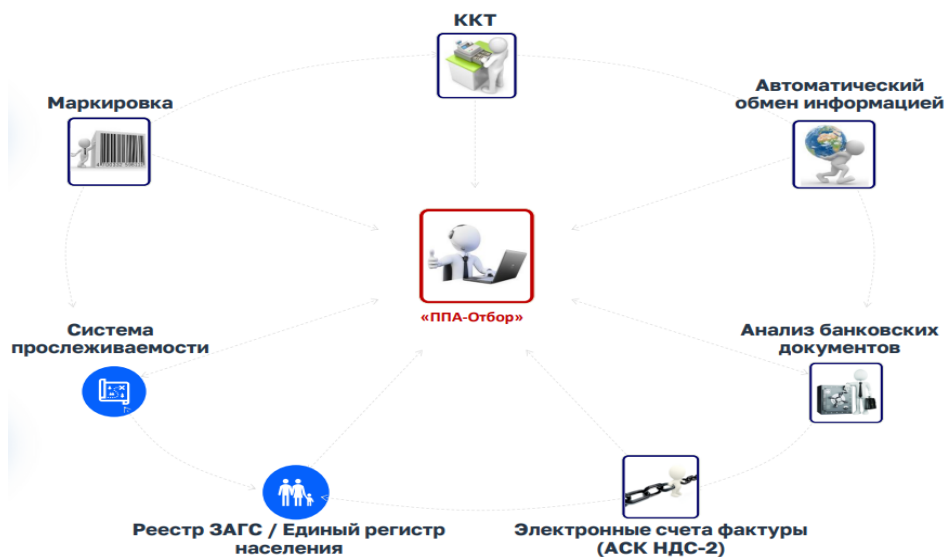 ККТ
Маркировка
Автоматический
обмен информацией
«ППА-Отбор»
Система
прослеживаемости
Анализ банковских
документов
Реестр ЗАГС / Единый регистр
населения
Электронные счета фактуры
(АСК НДС-2)